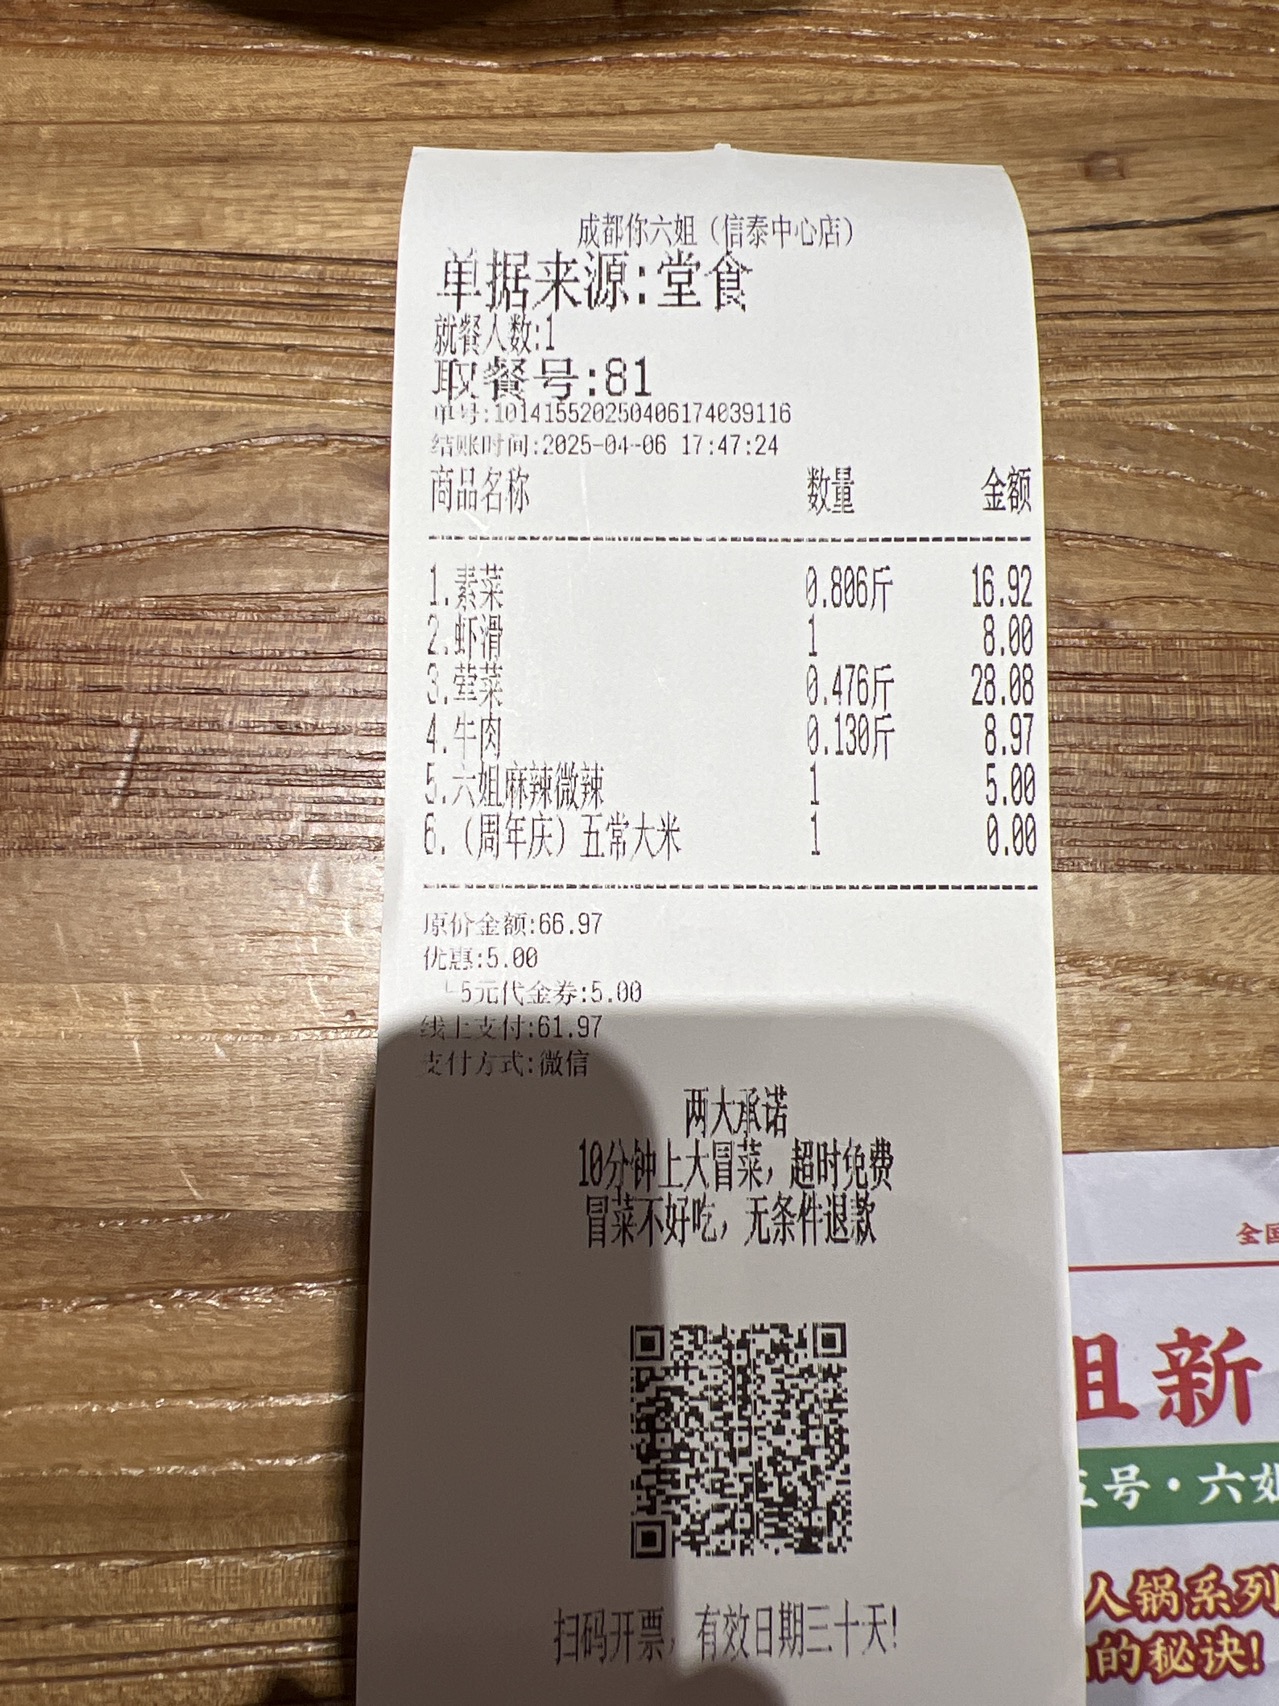 成都你六姐（信泰中心店）
单据来源:堂食
就餐人数:1
取餐号:81
单号:101415520250406174039116
结账时间:2025-04-06 17:47:24
商品名称 数量 金额
1.素菜 0.806斤 16.92
2.虾滑 1 8.00
3.荤菜 0.476斤 28.08
4.牛肉 0.130斤 8.97
5.六姐麻辣微辣 1 5.00
6.（周年庆）五常大米 1 0.00
原价金额:66.97
优惠:5.00
└5元代金券:5.00
线上支付:61.97
支付方式:微信
两大承诺
10分钟上大冒菜，超时免费
冒菜不好吃，无条件退款
扫码开票，有效日期三十天!
全国
姐新
五号·六姐
人锅系列
的秘诀!